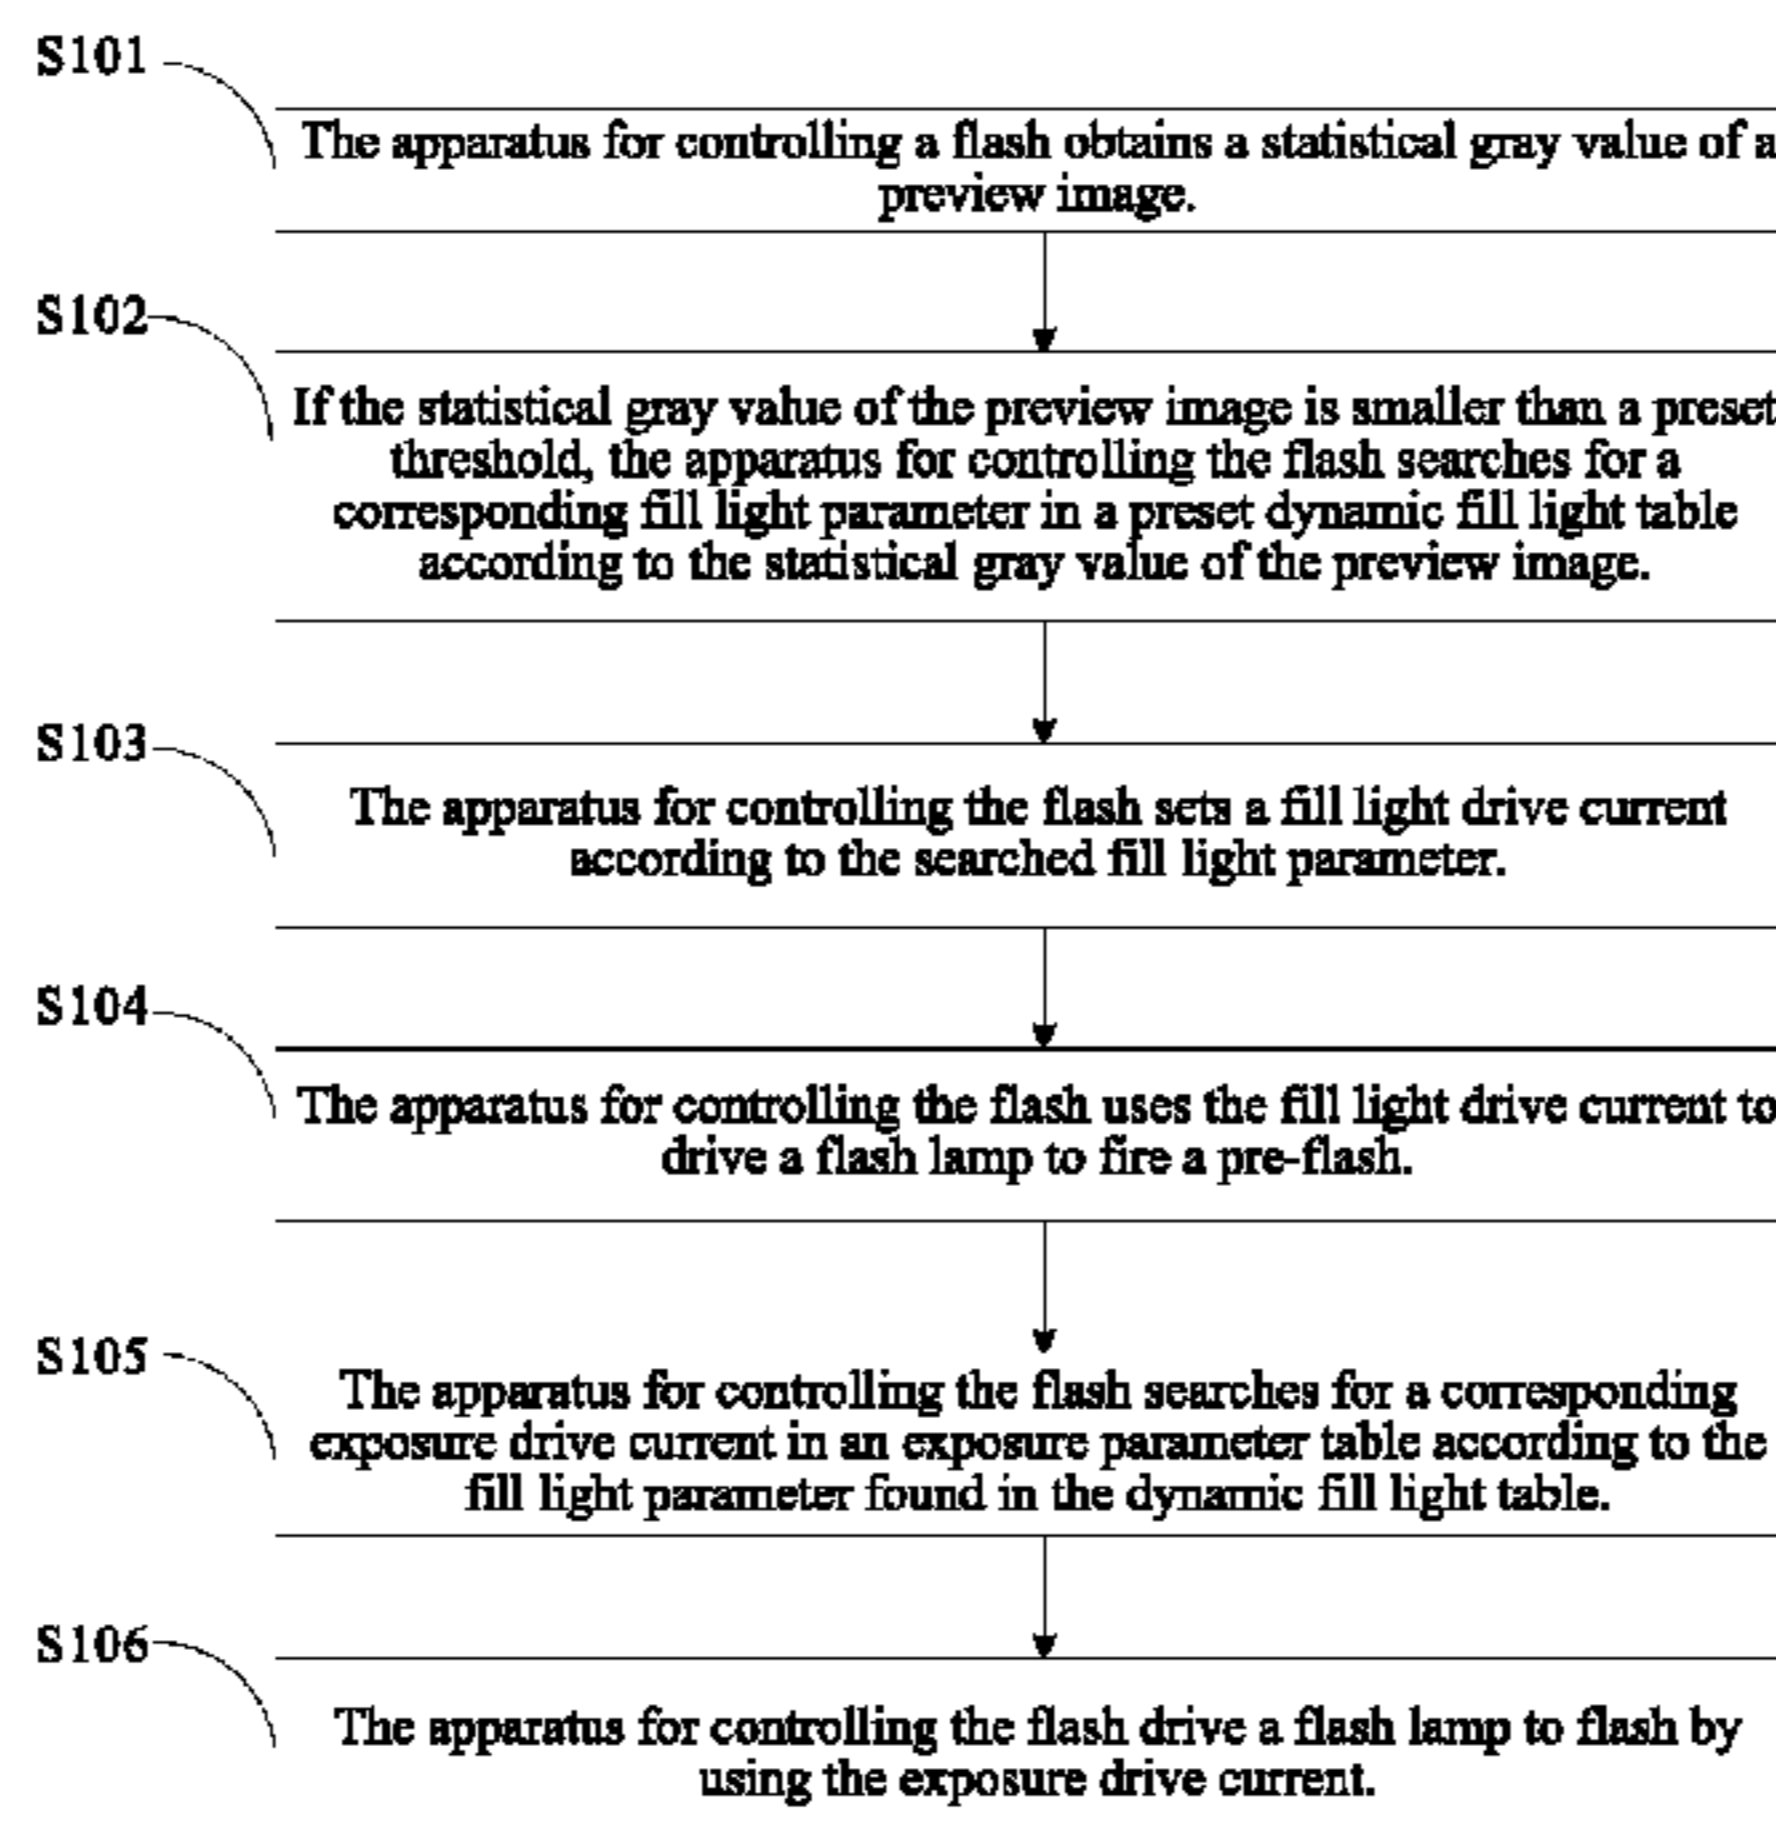 S101
The apparatus for controlling a flash obtains a statistical gray value of a
preview image.
S102
If the statistical gray value of the preview image is smaller than a preset
threshold, the apparatus for controlling the flash searches for a
corresponding fill light parameter in a preset dynamic fill light table
according to the statistical gray value of the preview image.
S103
The apparatus for controlling the flash sets a fill light drive current
according to the searched fill light parameter.
S104
The apparatus for controlling the flash uses the fill light drive current to
drive a flash lamp to fire a pre-flash.
S105
The apparatus for controlling the flash searches for a corresponding
exposure drive current in an exposure parameter table according to the
fill light parameter found in the dynamic fill light table.
S106
The apparatus for controlling the flash drive a flash lamp to flash by
using the exposure drive current.